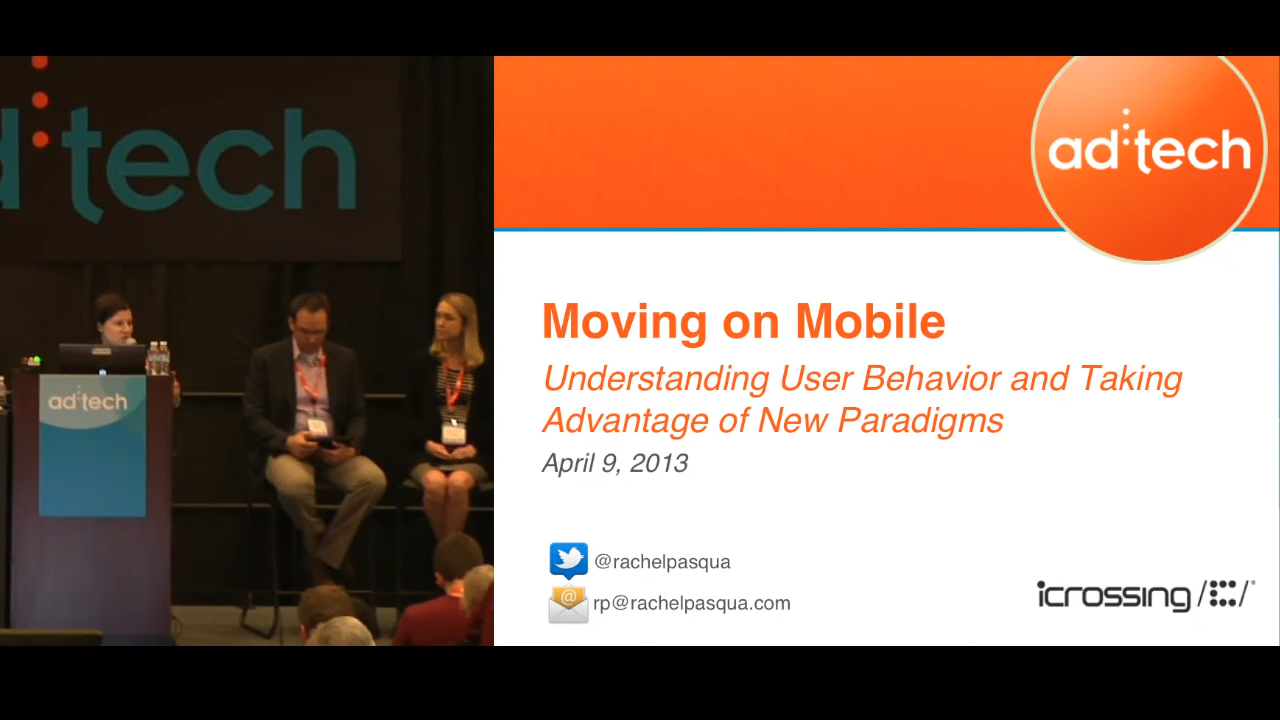 ad:tech
ad:tech
ad:tech
Moving on Mobile
Understanding User Behavior and Taking
Advantage of New Paradigms
April 9, 2013
@rachelpasqua
rp@rachelpasqua.com
icrossing